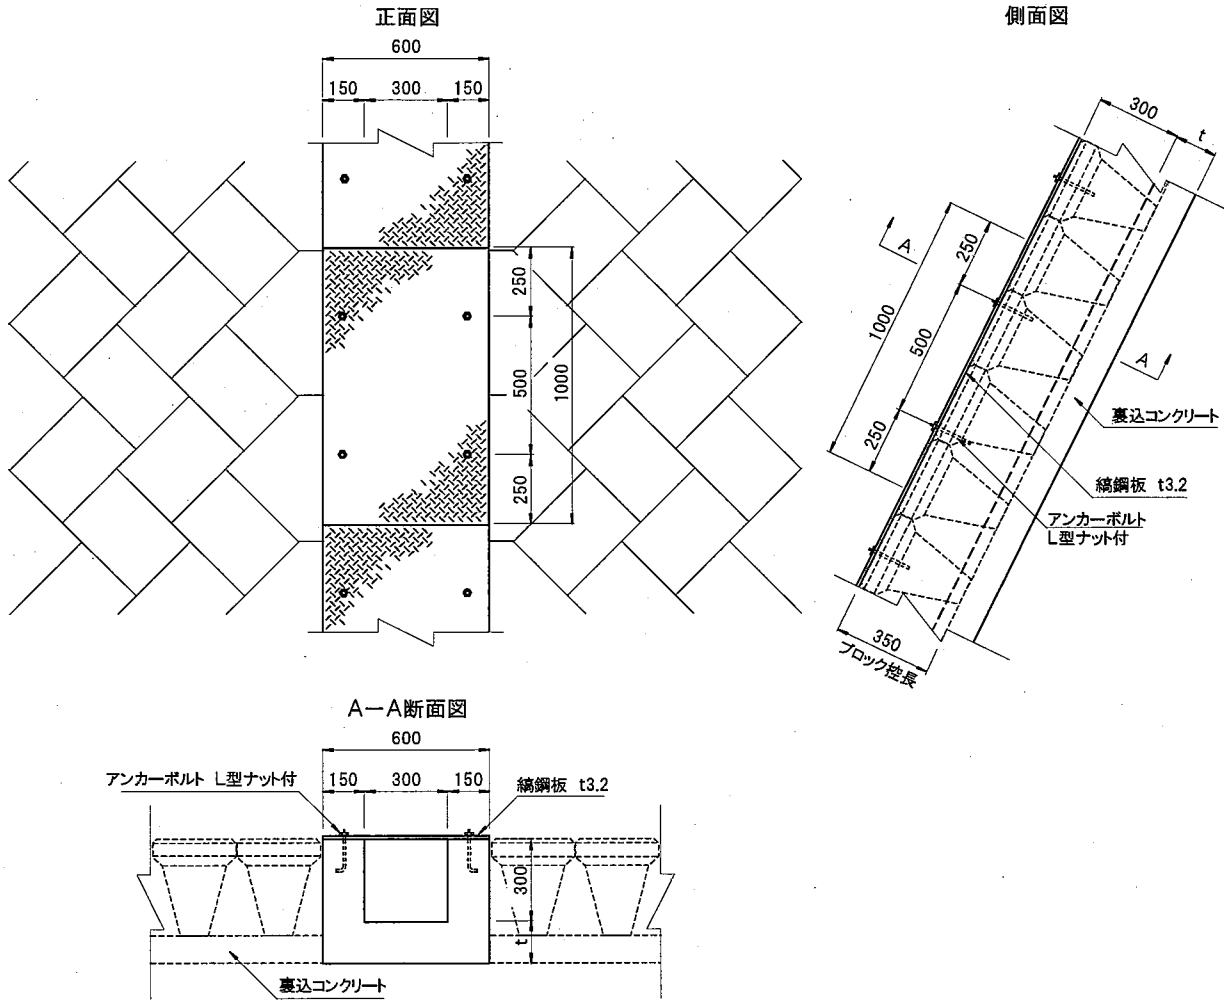 正面図
600
150 300 150
250
500
1000
250
側面図
300
t
A
250
1000
500
250
A
裏込コンクリート
縞鋼板 t3.2
アンカーボルト
L型ナット付
350
ブロック控長
A－A断面図
600
アンカーボルト L型ナット付
150 300 150
縞鋼板 t3.2
300
t
裏込コンクリート